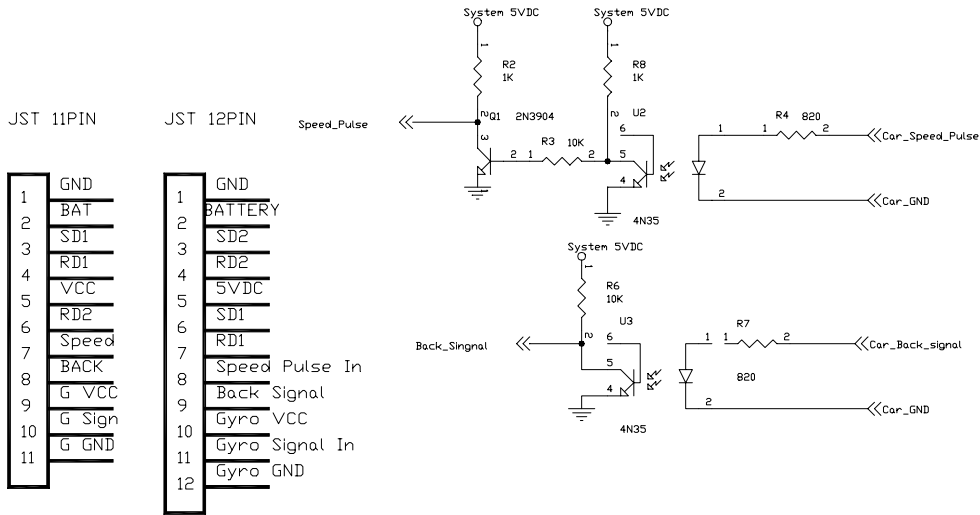 JST 11PIN
1
GND
2
BAT
3
SD1
4
RD1
5
VCC
6
RD2
7
Speed
8
BACK
9
G VCC
10
G Sign
11
G GND
JST 12PIN
1
GND
2
BATTERY
3
SD2
4
RD2
5
5VDC
6
SD1
7
RD1
8
Speed Pulse In
9
Back Signal
10
Gyro VCC
11
Gyro Signal In
12
Gyro GND
System 5VDC
1
R2
1K
2
Speed_Pulse
Q1 2N3904
3
2
1
1 R3 10K 2
System 5VDC
1
R8
1K
2
U2
6
5
4
4N35
1
2
1 R4 820 2
Car_Speed_Pulse
Car_GND
System 5VDC
1
R6
10K
2
Back_Singnal
U3
6
5
4
4N35
1
2
1 R7 2
820
Car_Back_signal
Car_GND